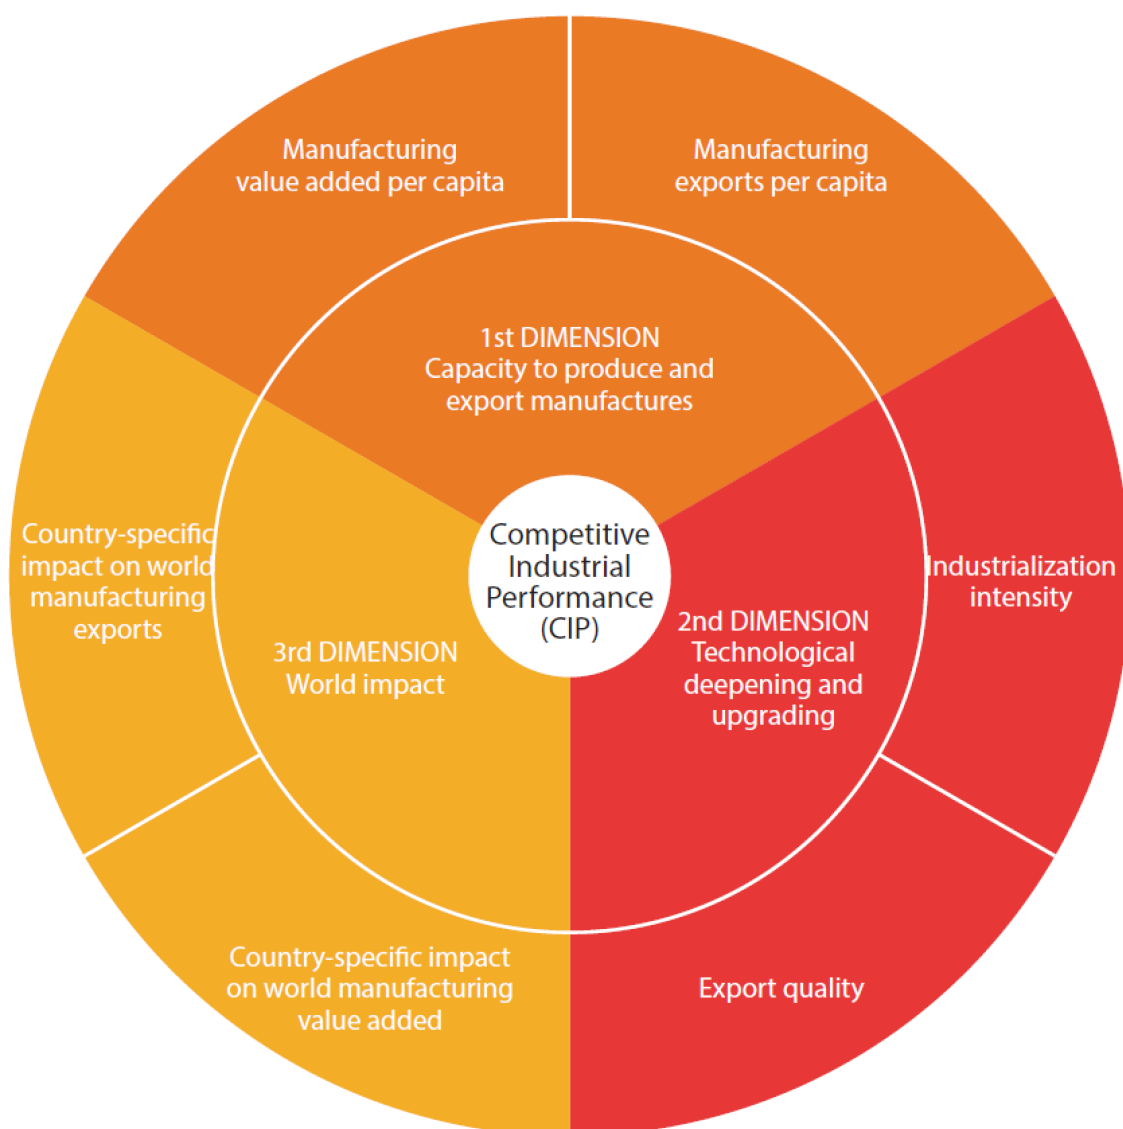 Manufacturing
value added per capita
Manufacturing
exports per capita
1st DIMENSION
Capacity to produce and
export manufactures
Country-specific
impact on world
manufacturing
exports
Competitive
Industrial
Performance
(CIP)
Industrialization
intensity
3rd DIMENSION
World impact
2nd DIMENSION
Technological
deepening and
upgrading
Country-specific impact
on world manufacturing
value added
Export quality